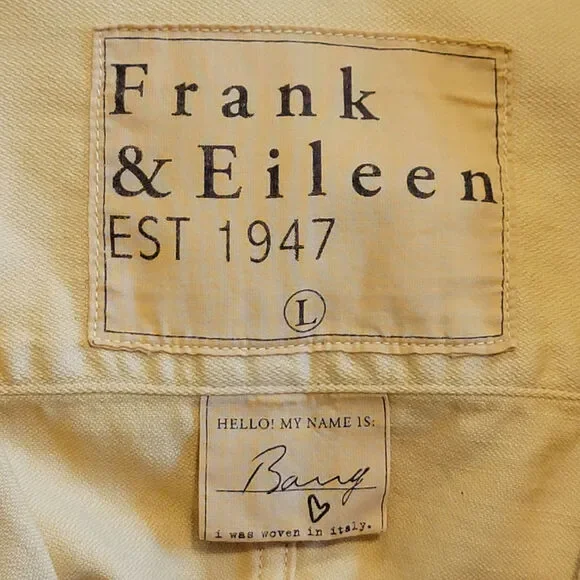 Frank
& Eileen
EST 1947
L
HELLO! MY NAME IS:
Barry
i was woven in italy.